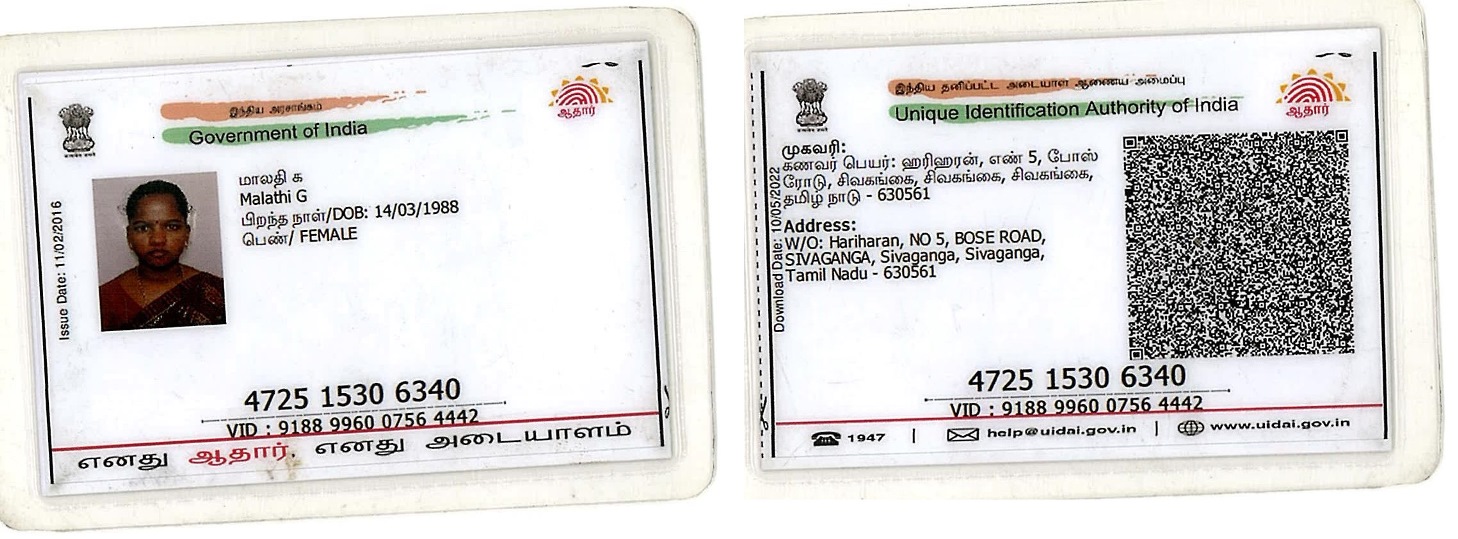 இந்திய அரசாங்கம்
Government of India
ஆதார்
Issue Date: 11/02/2016
மாலதி க
Malathi G
பிறந்த நாள்/DOB: 14/03/1988
பெண்/ FEMALE
4725 1530 6340
VID : 9188 9960 0756 4442
எனது ஆதார், எனது அடையாளம்
இந்திய தனிப்பட்ட அடையாள ஆணைய அமைப்பு
Unique Identification Authority of India
ஆதார்
Download Date: 10/05/2022
முகவரி:
கணவர் பெயர்: ஹரிஹரன், எண் 5, போஸ்
ரோடு, சிவகங்கை, சிவகங்கை, சிவகங்கை,
தமிழ் நாடு - 630561
Address:
W/O: Hariharan, NO 5, BOSE ROAD,
SIVAGANGA, Sivaganga, Sivaganga,
Tamil Nadu - 630561
4725 1530 6340
VID : 9188 9960 0756 4442
1947 | help@uidai.gov.in | www.uidai.gov.in